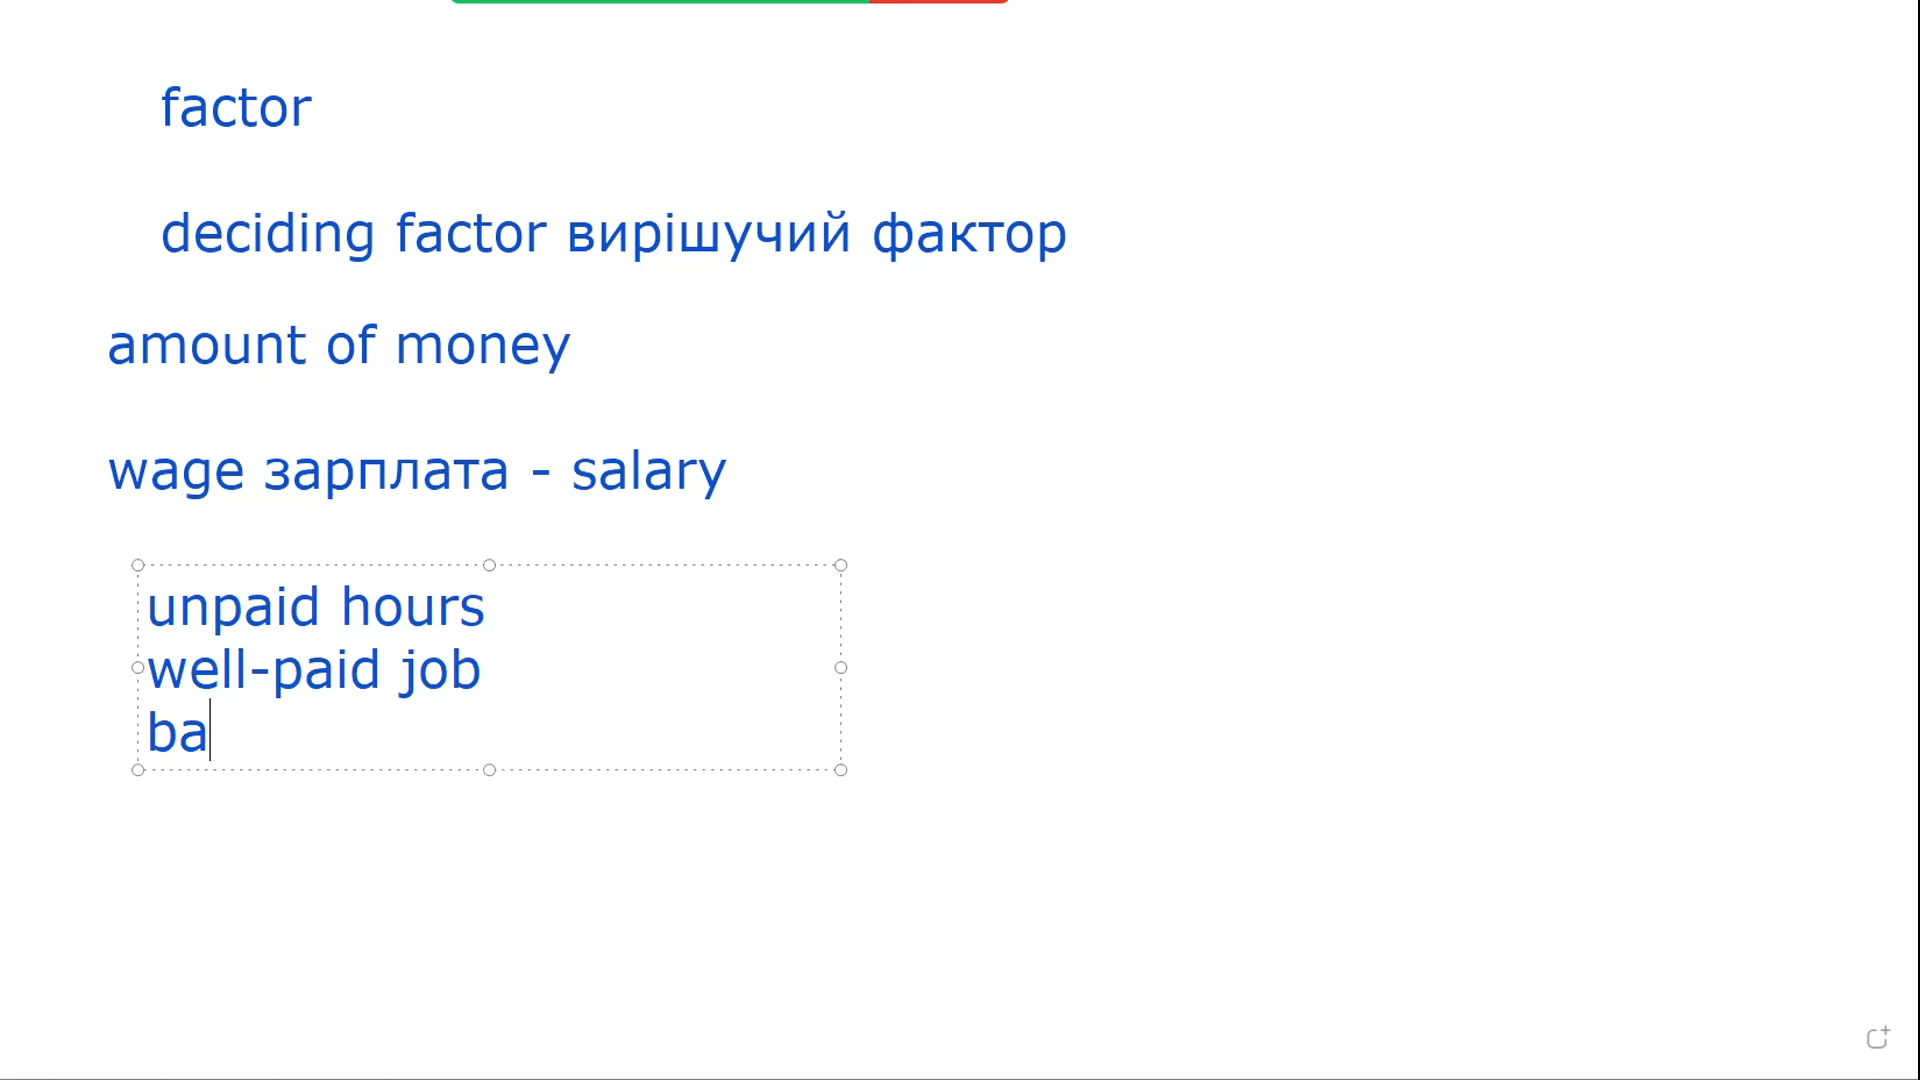 factor
deciding factor вирішучий фактор
amount of money
wage зарплата - salary
unpaid hours
well-paid job
ba